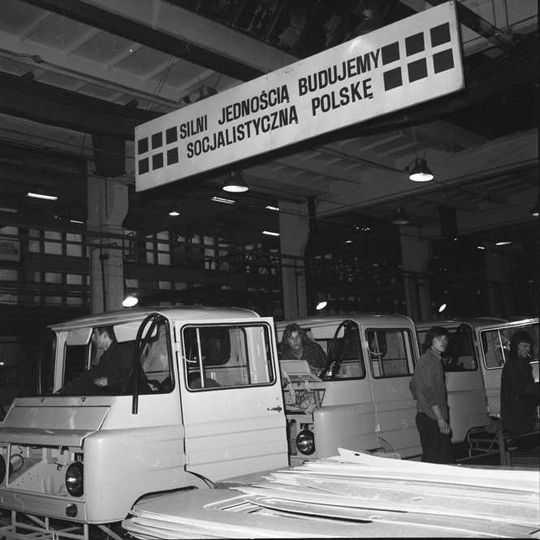 SILNI JEDNOŚCIĄ BUDUJEMY
SOCJALISTYCZNĄ POLSKĘ